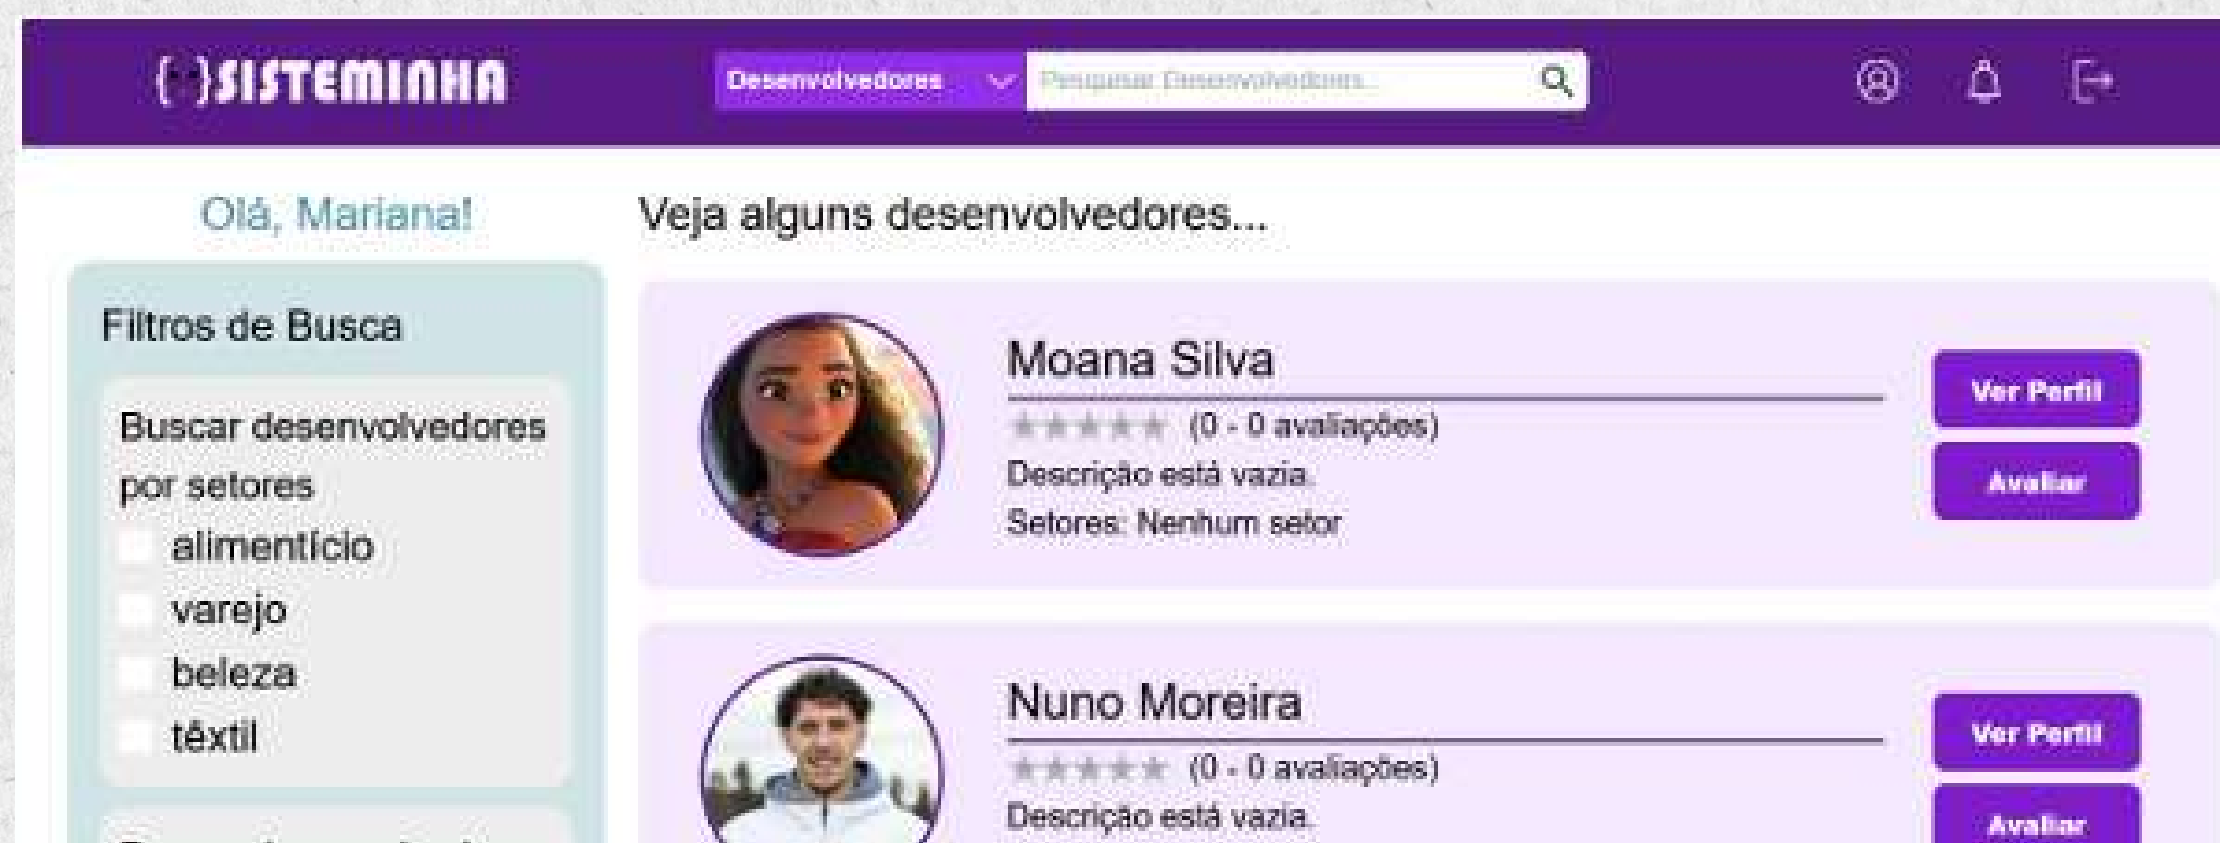 {··}SISTEMINHA
Desenvolvedores
Pesquisar Desenvolvedores...
Olá, Mariana!
Veja alguns desenvolvedores...
Filtros de Busca
Buscar desenvolvedores
por setores
alimentício
varejo
beleza
têxtil
Moana Silva
(0 - 0 avaliações)
Descrição está vazia.
Setores: Nenhum setor
Ver Perfil
Avaliar
Nuno Moreira
(0 - 0 avaliações)
Descrição está vazia.
Ver Perfil
Avaliar